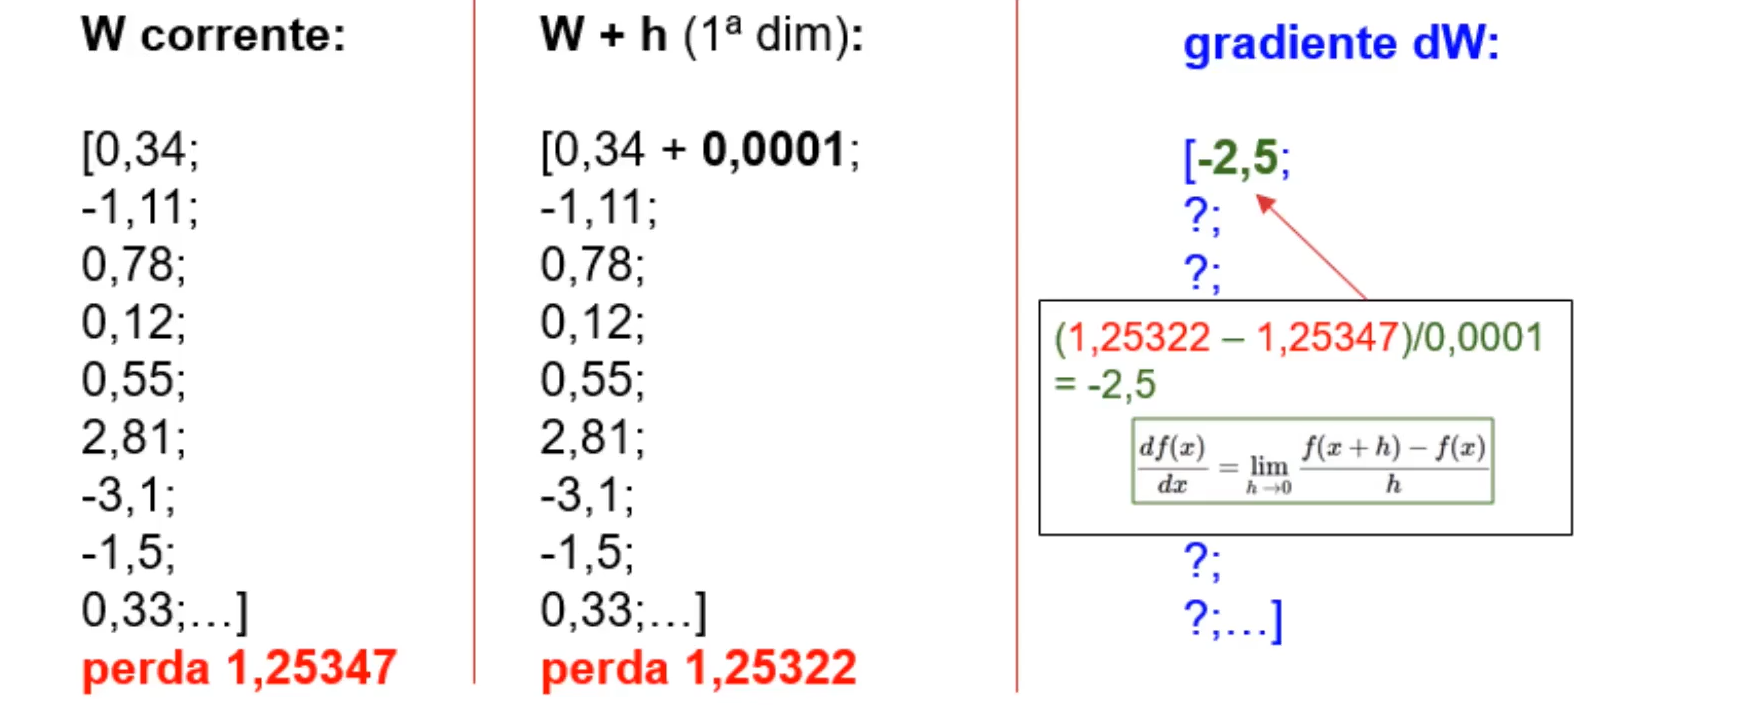 W corrente:
[0,34;
-1,11;
0,78;
0,12;
0,55;
2,81;
-3,1;
-1,5;
0,33;...]
perda 1,25347
W + h (1ª dim):
[0,34 + 0,0001;
-1,11;
0,78;
0,12;
0,55;
2,81;
-3,1;
-1,5;
0,33;...]
perda 1,25322
gradiente dW:
[-2,5;
?;
?;
(1,25322 – 1,25347)/0,0001
= -2,5
df(x)/dx = lim h→0 f(x + h) − f(x)/h
?;
?;...]